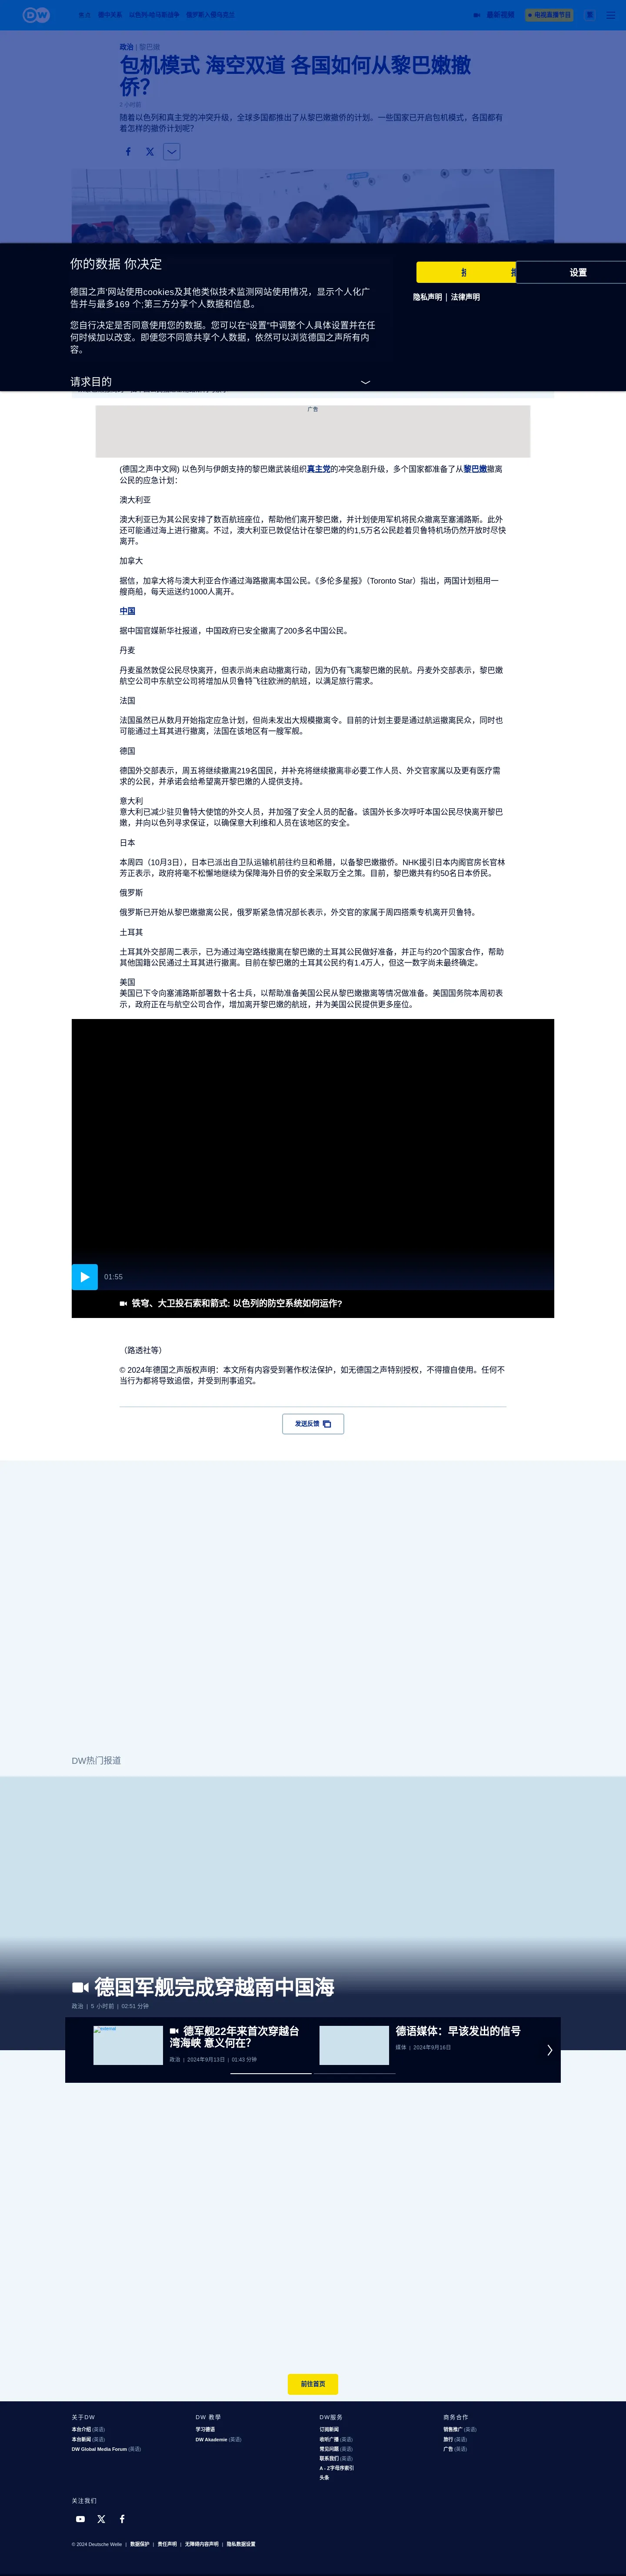 DW
焦点 德中关系 以色列-哈马斯战争 俄罗斯入侵乌克兰
最新视频
电视直播节目
繁
政治 | 黎巴嫩
包机模式 海空双道 各国如何从黎巴嫩撤
侨？
2 小时前
随着以色列和真主党的冲突升级，全球多国都推出了从黎巴嫩撤侨的计划。一些国家已开启包机模式，各国都有
着怎样的撤侨计划呢？
你的数据 你决定
德国之声'网站使用cookies及其他类似技术监测网站使用情况，显示个人化广
告并与最多169 个;第三方分享个人数据和信息。
您自行决定是否同意使用您的数据。您可以在"设置"中调整个人具体设置并在任
何时候加以改变。即便您不同意并享个人数据，依然可以浏览德国之声所有内
容。
请求目的
设置
隐私声明 | 法律声明
广告
(德国之声中文网) 以色列与伊朗支持的黎巴嫩武装组织真主党的冲突急剧升级，多个国家都准备了从黎巴嫩撤离
公民的应急计划：
澳大利亚
澳大利亚已为其公民安排了数百航班座位，帮助他们离开黎巴嫩，并计划使用军机将民众撤离至塞浦路斯。此外
还可能通过海上进行撤离。不过，澳大利亚已敦促估计在黎巴嫩的约1,5万名公民趁着贝鲁特机场仍然开放时尽快
离开。
加拿大
据信，加拿大将与澳大利亚合作通过海路撤离本国公民。《多伦多星报》（Toronto Star）指出，两国计划租用一
艘商船，每天运送约1000人离开。
中国
据中国官媒新华社报道，中国政府已安全撤离了200多名中国公民。
丹麦
丹麦虽然敦促公民尽快离开，但表示尚未启动撤离行动，因为仍有飞离黎巴嫩的民航。丹麦外交部表示，黎巴嫩
航空公司中东航空公司将增加从贝鲁特飞往欧洲的航班，以满足旅行需求。
法国
法国虽然已从数月开始指定应急计划，但尚未发出大规模撤离令。目前的计划主要是通过航运撤离民众，同时也
可能通过土耳其进行撤离，法国在该地区有一艘军舰。
德国
德国外交部表示，周五将继续撤离219名国民，并补充将继续撤离非必要工作人员、外交官家属以及更有医疗需
求的公民，并承诺会给希望离开黎巴嫩的人提供支持。
意大利
意大利已减少驻贝鲁特大使馆的外交人员，并加强了安全人员的配备。该国外长多次呼吁本国公民尽快离开黎巴
嫩，并向以色列寻求保证，以确保意大利维和人员在该地区的安全。
日本
本周四（10月3日），日本已派出自卫队运输机前往约旦和希腊，以备黎巴嫩撤侨。NHK援引日本内阁官房长官林
芳正表示，政府将毫不松懈地继续为保障海外日侨的安全采取万全之策。目前，黎巴嫩共有约50名日本侨民。
俄罗斯
俄罗斯已开始从黎巴嫩撤离公民，俄罗斯紧急情况部长表示，外交官的家属于周四搭乘专机离开贝鲁特。
土耳其
土耳其外交部周二表示，已为通过海空路线撤离在黎巴嫩的土耳其公民做好准备，并正与约20个国家合作，帮助
其他国籍公民通过土耳其进行撤离。目前在黎巴嫩的土耳其公民约有1.4万人，但这一数字尚未最终确定。
美国
美国已下令向塞浦路斯部署数十名士兵，以帮助准备美国公民从黎巴嫩撤离等情况做准备。美国国务院本周初表
示，政府正在与航空公司合作，增加离开黎巴嫩的航班，并为美国公民提供更多座位。
01:55
铁穹、大卫投石索和箭式: 以色列的防空系统如何运作?
（路透社等）
© 2024年德国之声版权声明：本文所有内容受到著作权法保护，如无德国之声特别授权，不得擅自使用。任何不
当行为都将导致追偿，并受到刑事追究。
发送反馈
DW热门报道
德国军舰完成穿越南中国海
政治 | 5 小时前 | 02:51 分钟
德军舰22年来首次穿越台
湾海峡 意义何在?
政治 | 2024年9月13日 | 01:43 分钟
德语媒体：早该发出的信号
媒体 | 2024年9月16日
前往首页
关于DW
本台介绍 (英语)
本台新闻 (英语)
DW Global Media Forum (英语)
DW 教学
学习德语
DW Akademie (英语)
DW服务
订阅新闻
收听广播 (英语)
常见问题 (英语)
联系我们 (英语)
A - Z字母序索引
头条
商务合作
销售推广 (英语)
旅行 (英语)
广告 (英语)
关注我们
© 2024 Deutsche Welle | 数据保护 | 责任声明 | 无障碍内容声明 | 隐私数据设置